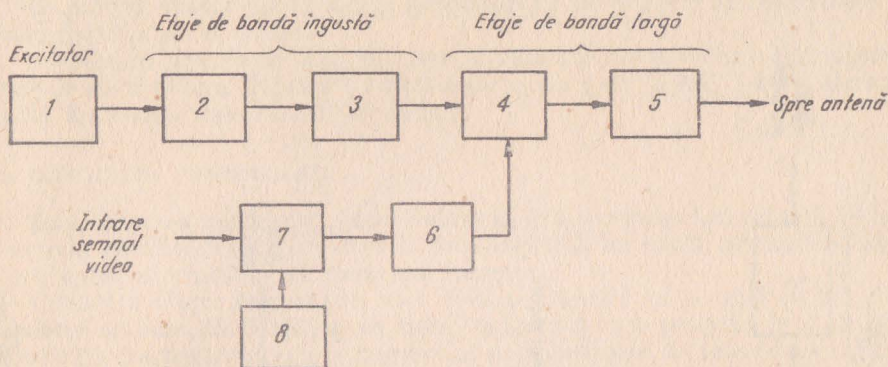 Etaje de bandă îngustă
Etaje de bandă largă
Excitator
1
2
3
4
5
Spre antenă
Intrare
semnal
video
7
6
8